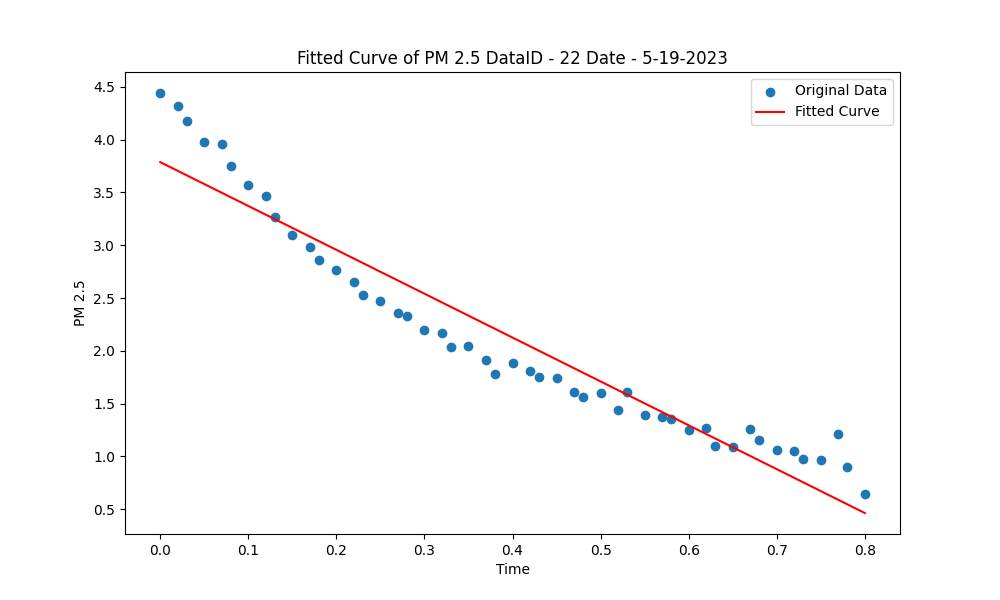 Fitted Curve of PM 2.5 DataID - 22 Date - 5-19-2023
Original Data
Fitted Curve
4.5
4.0
3.5
3.0
2.5
2.0
1.5
1.0
0.5
PM 2.5
0.0 0.1 0.2 0.3 0.4 0.5 0.6 0.7 0.8
Time